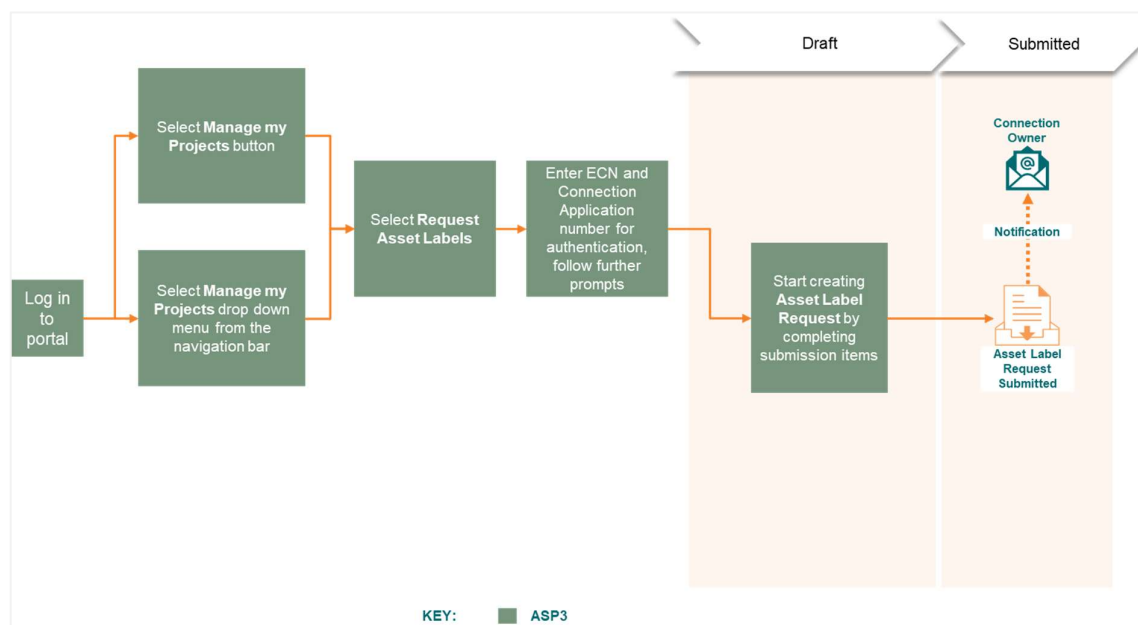 Draft
Submitted
Select Manage my
Projects button
Connection
Owner
@
Select Request
Asset Labels
Enter ECN and
Connection
Application
number for
authentication,
follow further
prompts
Notification
Log in
to
portal
Select Manage my
Projects drop down
menu from the
navigation bar
Start creating
Asset Label
Request by
completing
submission items
Asset Label
Request
Submitted
KEY: ASP3